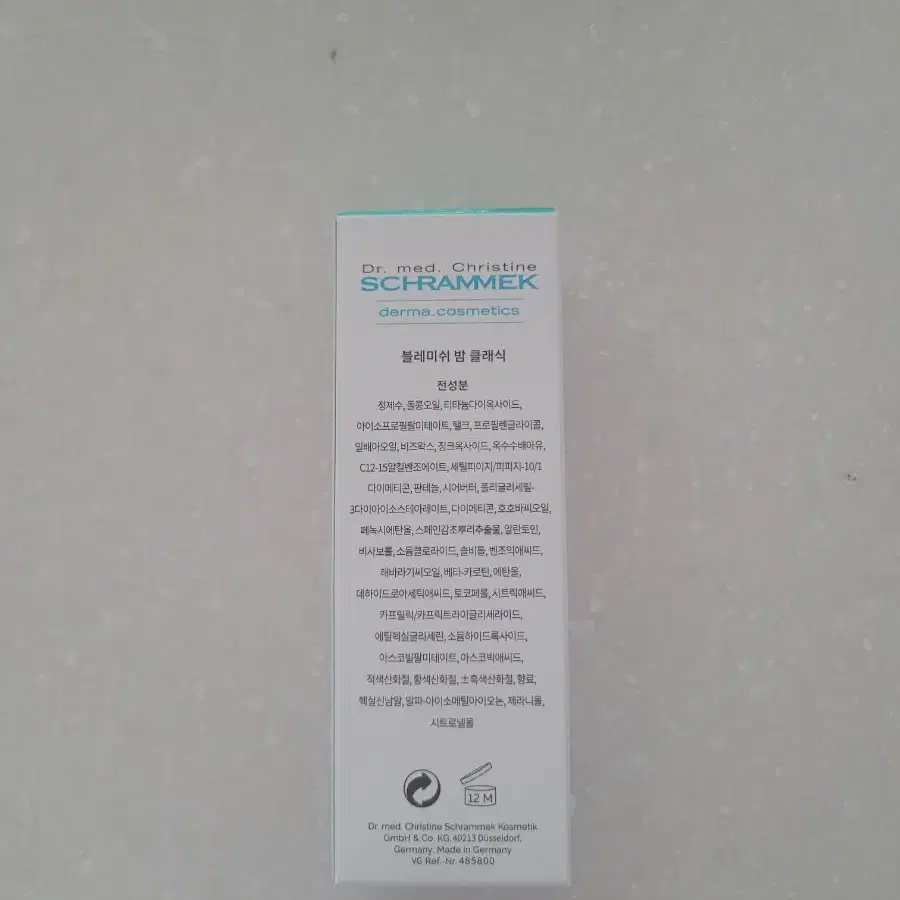 Dr. med. Christine
SCHRAMMEK
derma.cosmetics
블레미쉬 밤 클래식
전성분
정제수, 돌콩오일, 티타늄다이옥사이드,
아이소프로필팔미테이트, 탤크, 프로필렌글라이콜,
밀배아오일, 비즈왁스, 징크옥사이드, 옥수수배아유,
C12-15알킬벤조에이트, 세틸피이지/피피지-10/1
다이메티콘, 판테놀, 시어버터, 폴리글리세릴-
3다이아이소스테아레이트, 다이메티콘, 호호바씨오일,
페녹시에탄올, 스페인감초뿌리추출물, 알란토인,
비사보롤, 소듐클로라이드, 솔비톨, 벤조익애씨드,
해바라기씨오일, 베타-카로틴, 에탄올,
데하이드로아세틱애씨드, 토코페롤, 시트릭애씨드,
카프릴릭/카프릭트라이글리세라이드,
에틸헥실글리세린, 소듐하이드록사이드,
아스코빌팔미테이트, 아스코빅애씨드,
적색산화철, 황색산화철, ±흑색산화철, 향료,
헥실신남알, 알파-아이소메틸아이오논, 제라니올,
시트로넬올
12 M
Dr. med. Christine Schrammek Kosmetik
GmbH & Co. KG, 40213 Düsseldorf,
Germany, Made in Germany
VG Ref.-Nr. 485800